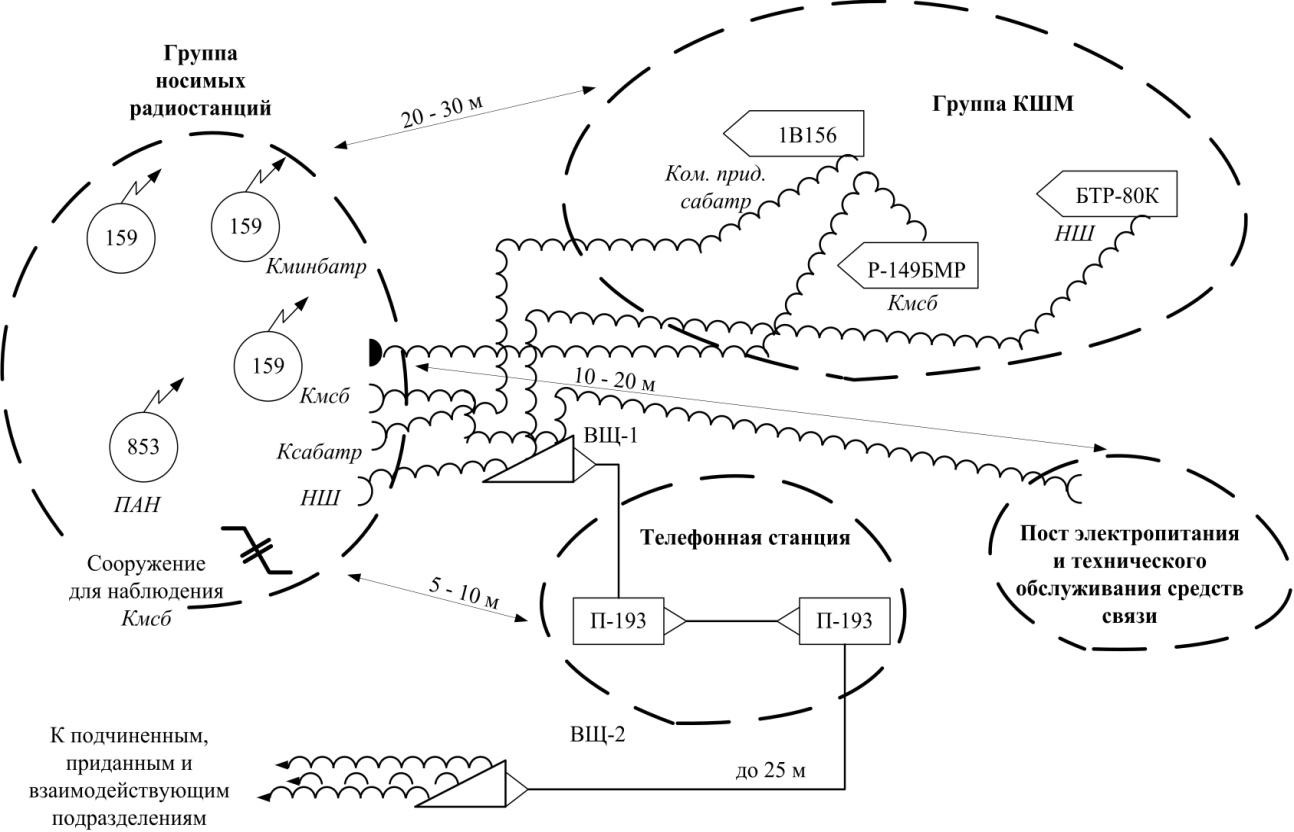 Группа
носимых
радиостанций
20 - 30 м
Группа КШМ
1В156
Ком. прид.
сабатр
БТР-80К
НШ
Р-149БМР
Кмсб
159
159
Кминбатр
159
Кмсб
853
ПАН
Ксабатр
НШ
Сооружение
для наблюдения
Кмсб
10 - 20 м
ВЩ-1
5 - 10 м
Телефонная станция
П-193
П-193
Пост электропитания
и технического
обслуживания средств
связи
ВЩ-2
до 25 м
К подчиненным,
приданным и
взаимодействующим
подразделениям